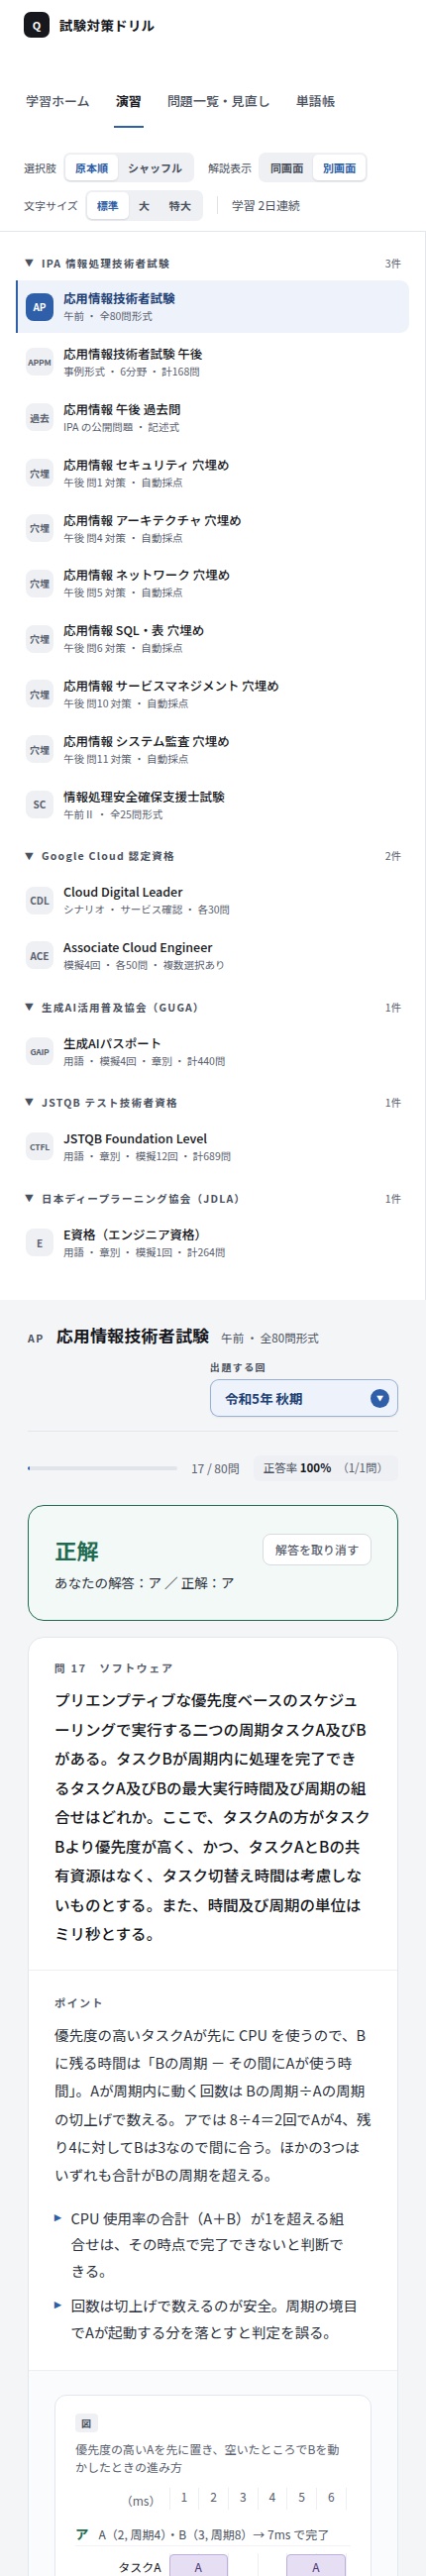 Q 試験対策ドリル
学習ホーム 演習 問題一覧・見直し 単語帳
選択肢 原本順 シャッフル 解説表示 同画面 別画面
文字サイズ 標準 大 特大 学習 2日連続
▼ IPA 情報処理技術者試験 3件
AP 応用情報技術者試験
午前 ・ 全80問形式
APPM 応用情報技術者試験 午後
事例形式 ・ 6分野 ・ 計168問
過去 応用情報 午後 過去問
IPA の公開問題 ・ 記述式
穴埋 応用情報 セキュリティ 穴埋め
午後 問1 対策 ・ 自動採点
穴埋 応用情報 アーキテクチャ 穴埋め
午後 問4 対策 ・ 自動採点
穴埋 応用情報 ネットワーク 穴埋め
午後 問5 対策 ・ 自動採点
穴埋 応用情報 SQL・表 穴埋め
午後 問6 対策 ・ 自動採点
穴埋 応用情報 サービスマネジメント 穴埋め
午後 問10 対策 ・ 自動採点
穴埋 応用情報 システム監査 穴埋め
午後 問11 対策 ・ 自動採点
SC 情報処理安全確保支援士試験
午前Ⅱ ・ 全25問形式
▼ Google Cloud 認定資格 2件
CDL Cloud Digital Leader
シナリオ ・ サービス確認 ・ 各30問
ACE Associate Cloud Engineer
模擬4回 ・ 各50問 ・ 複数選択あり
▼ 生成AI活用普及協会（GUGA） 1件
GAIP 生成AIパスポート
用語 ・ 模擬4回 ・ 章別 ・ 計440問
▼ JSTQB テスト技術者資格 1件
CTFL JSTQB Foundation Level
用語 ・ 章別 ・ 模擬12回 ・ 計689問
▼ 日本ディープラーニング協会（JDLA） 1件
E E資格（エンジニア資格）
用語 ・ 章別 ・ 模擬1回 ・ 計264問
AP 応用情報技術者試験 午前 ・ 全80問形式
出題する回
令和5年 秋期 ▼
17 / 80問 正答率 100% （1/1問）
正解 解答を取り消す
あなたの解答：ア ／ 正解：ア
問 17 ソフトウェア
プリエンプティブな優先度ベースのスケジュ
ーリングで実行する二つの周期タスクA及びB
がある。タスクBが周期内に処理を完了でき
るタスクA及びBの最大実行時間及び周期の組
合せはどれか。ここで、タスクAの方がタスク
Bより優先度が高く、かつ、タスクAとBの共
有資源はなく、タスク切替え時間は考慮しな
いものとする。また、時間及び周期の単位は
ミリ秒とする。
ポイント
優先度の高いタスクAが先に CPU を使うので、B
に残る時間は「Bの周期 － その間にAが使う時
間」。Aが周期内に動く回数は Bの周期÷Aの周期
の切上げで数える。アでは 8÷4＝2回でAが4、残
り4に対してBは3なので間に合う。ほかの3つは
いずれも合計がBの周期を超える。
▶ CPU 使用率の合計（A＋B）が1を超える組
合せは、その時点で完了できないと判断で
きる。
▶ 回数は切上げで数えるのが安全。周期の境目
でAが起動する分を落とすと判定を誤る。
図
優先度の高いAを先に置き、空いたところでBを動
かしたときの進み方
（ms） 1 2 3 4 5 6
ア A（2, 周期4）・B（3, 周期8）→ 7ms で完了
タスクA A A